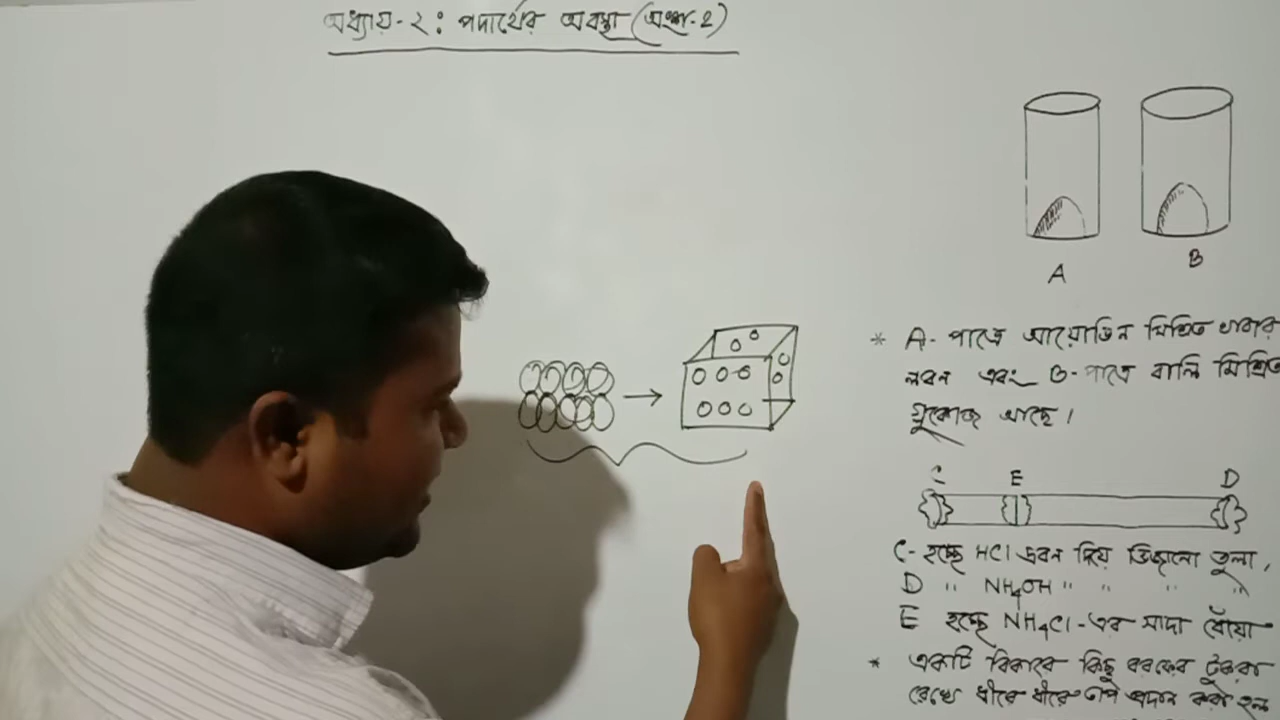 অধ্যায়-২: পদার্থের অবস্থা (অংশ-2)
A
B
* A- পাত্রে আয়োডিন মিশ্রিত খাবার
লবন এবং B-পাত্রে বালি মিশ্রিত
গ্লুকোজ আছে।
C E D
C- হচ্ছে HCl দ্রবন দিয়ে ভিজানো তুলা,
D " NH4OH " " " "
E হচ্ছে NH4Cl-এর সাদা ধোঁয়া
* একটি বিকারে কিছু বরফের টুকরা
রেখে ধীরে ধীরে তাপ প্রদান করা হল